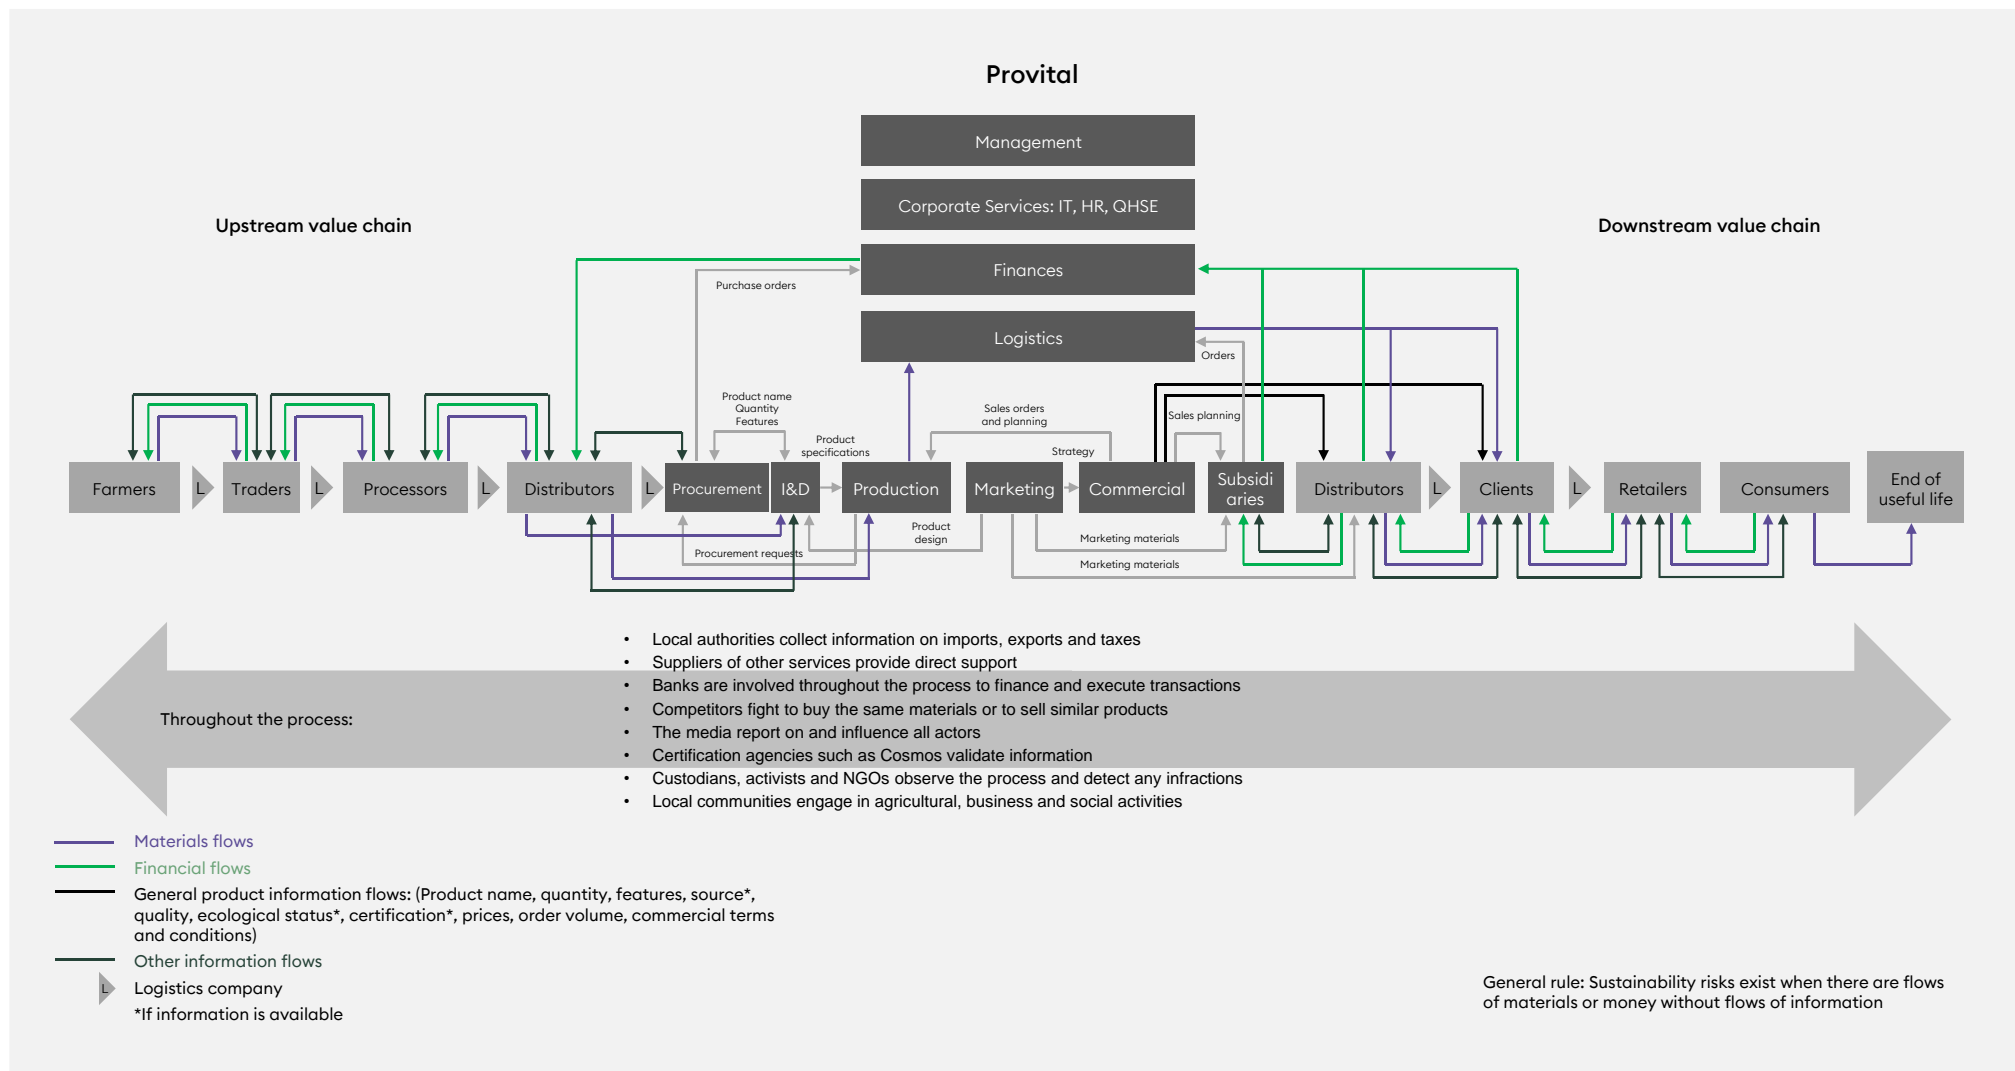 Provital
Management
Corporate Services: IT, HR, QHSE
Upstream value chain
Downstream value chain
Finances
Purchase orders
Logistics
Orders
Product name
Quantity
Features
Product
specifications
Sales orders
and planning
Strategy
Sales planning
Farmers
L
Traders
L
Processors
L
Distributors
L
Procurement
I&D
Production
Marketing
Commercial
Subsidi
aries
Distributors
L
Clients
L
Retailers
Consumers
End of
useful life
Procurement requests
Product
design
Marketing materials
Marketing materials
Throughout the process:
• Local authorities collect information on imports, exports and taxes
• Suppliers of other services provide direct support
• Banks are involved throughout the process to finance and execute transactions
• Competitors fight to buy the same materials or to sell similar products
• The media report on and influence all actors
• Certification agencies such as Cosmos validate information
• Custodians, activists and NGOs observe the process and detect any infractions
• Local communities engage in agricultural, business and social activities
Materials flows
Financial flows
General product information flows: (Product name, quantity, features, source*,
quality, ecological status*, certification*, prices, order volume, commercial terms
and conditions)
Other information flows
L Logistics company
*If information is available
General rule: Sustainability risks exist when there are flows
of materials or money without flows of information